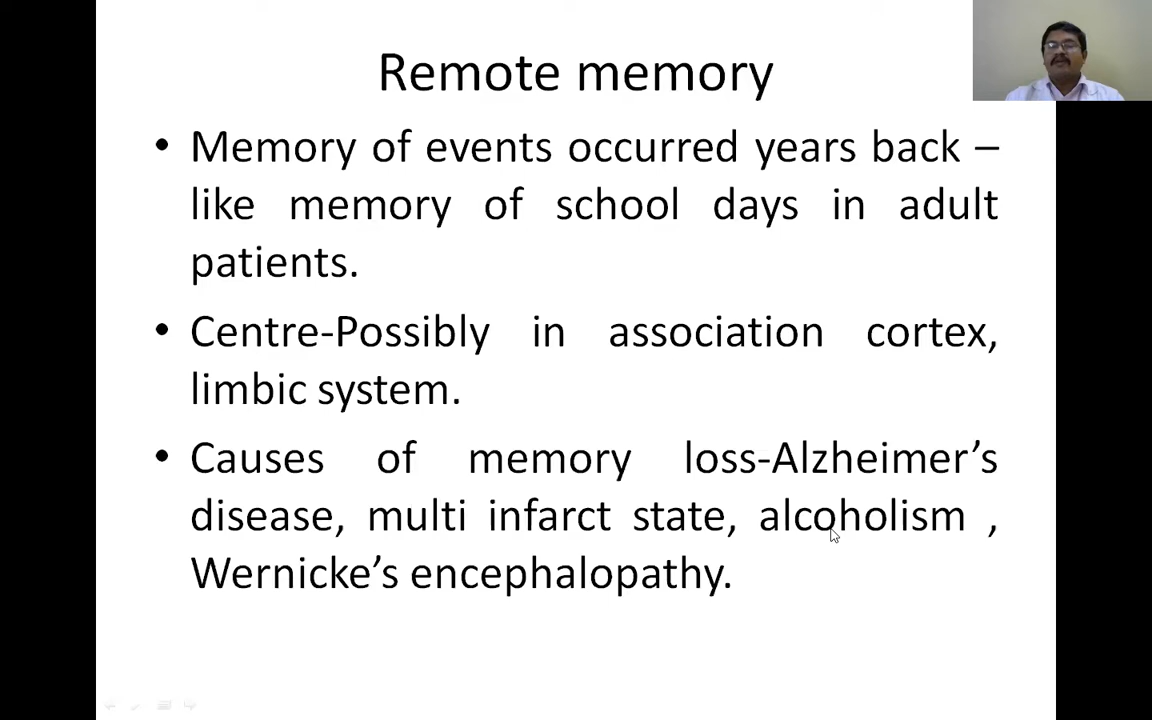 Remote memory
• Memory of events occurred years back –
like memory of school days in adult
patients.
• Centre-Possibly in association cortex,
limbic system.
• Causes of memory loss-Alzheimer’s
disease, multi infarct state, alcoholism ,
Wernicke’s encephalopathy.